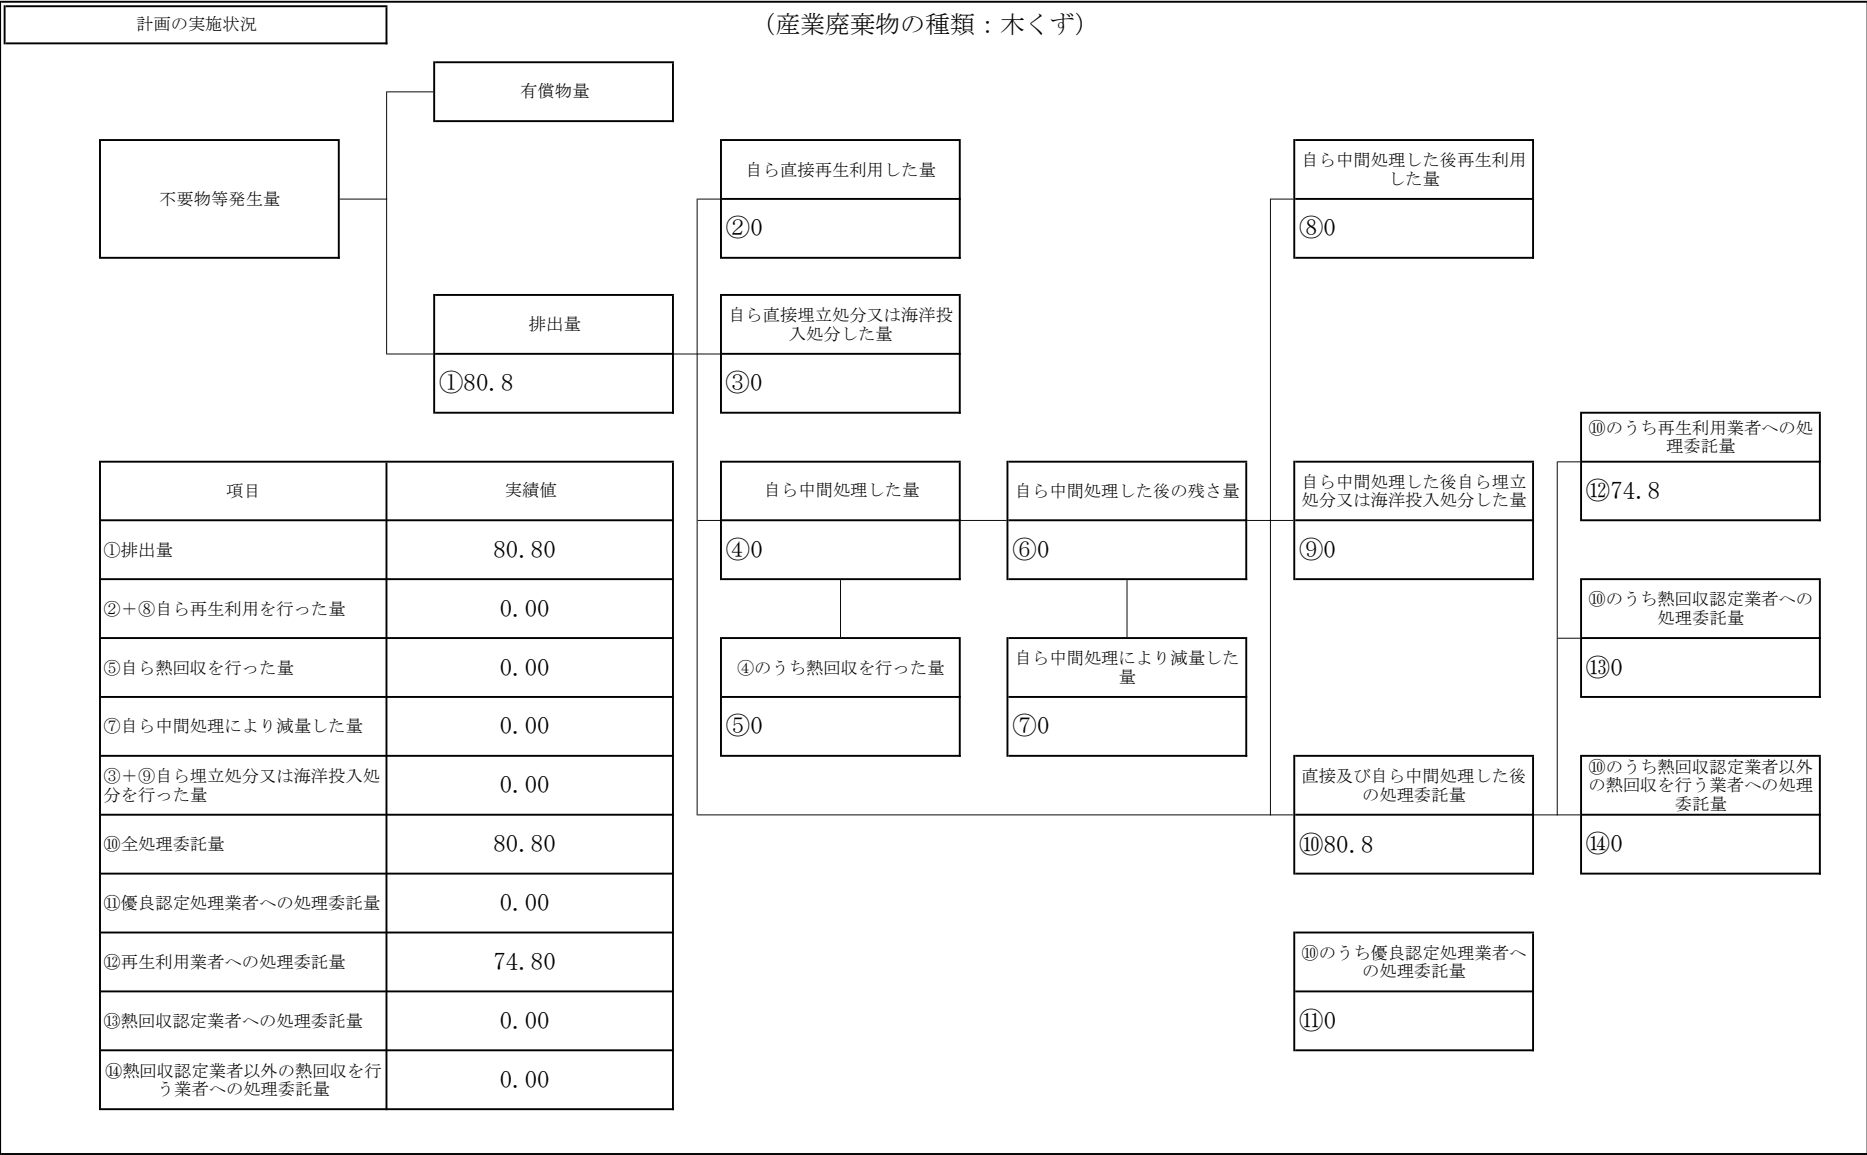 計画の実施状況
（産業廃棄物の種類：木くず）
有償物量
不要物等発生量
排出量
①80.8
自ら直接再生利用した量
②0
自ら直接埋立処分又は海洋投
入処分した量
③0
自ら中間処理した量
④0
④のうち熱回収を行った量
⑤0
自ら中間処理した後の残さ量
⑥0
自ら中間処理により減量した
量
⑦0
自ら中間処理した後再生利用
した量
⑧0
自ら中間処理した後自ら埋立
処分又は海洋投入処分した量
⑨0
直接及び自ら中間処理した後
の処理委託量
⑩80.8
⑩のうち優良認定処理業者へ
の処理委託量
⑪0
⑩のうち再生利用業者への処
理委託量
⑫74.8
⑩のうち熱回収認定業者への
処理委託量
⑬0
⑩のうち熱回収認定業者以外
の熱回収を行う業者への処理
委託量
⑭0
項目 実績値
①排出量 80.80
②＋⑧自ら再生利用を行った量 0.00
⑤自ら熱回収を行った量 0.00
⑦自ら中間処理により減量した量 0.00
③＋⑨自ら埋立処分又は海洋投入処
分を行った量 0.00
⑩全処理委託量 80.80
⑪優良認定処理業者への処理委託量 0.00
⑫再生利用業者への処理委託量 74.80
⑬熱回収認定業者への処理委託量 0.00
⑭熱回収認定業者以外の熱回収を行
う業者への処理委託量 0.00